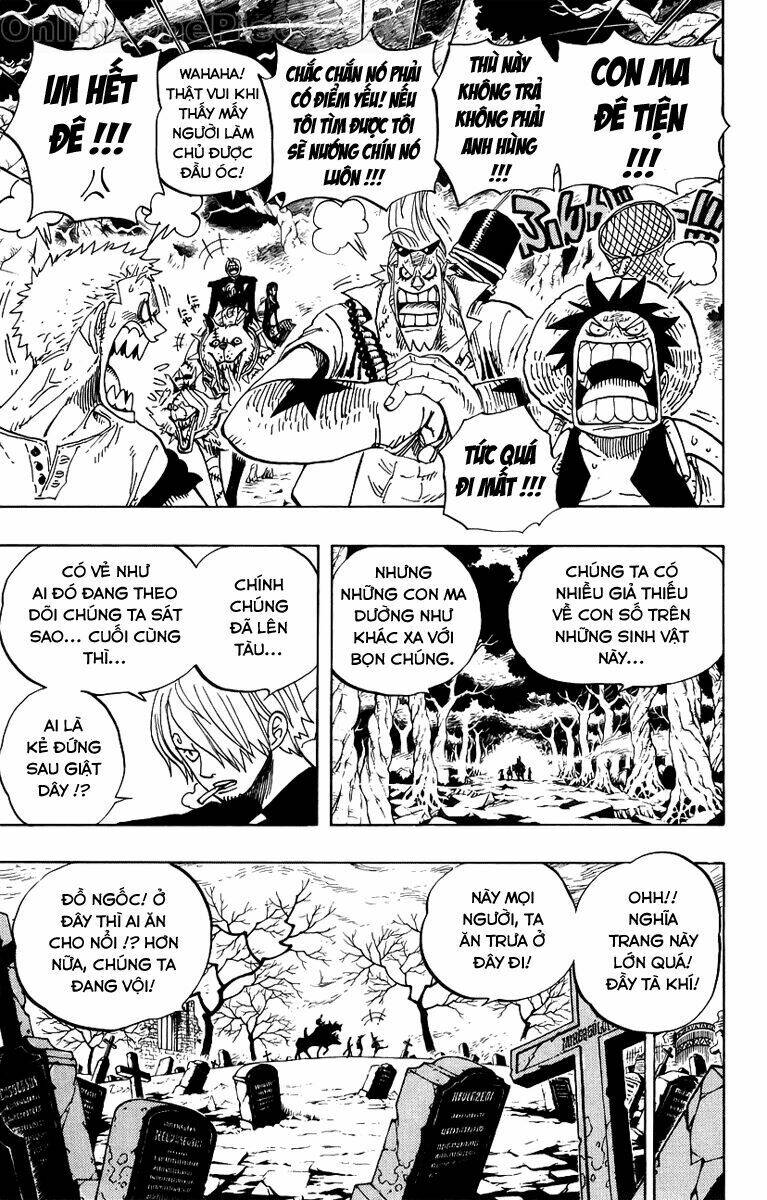 CON MA
ĐÊ TIỆN
!!!
THÙ NÀY
KHÔNG TRẢ
KHÔNG PHẢI
ANH HÙNG
!!!
CHẮC CHẮN NÓ PHẢI
CÓ ĐIỂM YẾU! NẾU
TÔI TÌM ĐƯỢC TÔI
SẼ NƯỚNG CHÍN NÓ
LUÔN !!!
WAHAHA!
THẬT VUI KHI
THẤY MẤY
NGƯỜI LÀM
CHỦ ĐƯỢC
ĐẦU ÓC!
IM HẾT
ĐÊ !!!
TỨC QUÁ
ĐI MẤT !!!
CHÚNG TA CÓ
NHIỀU GIẢ THIẾU
VỀ CON SỐ TRÊN
NHỮNG SINH VẬT
NÀY...
NHƯNG
NHỮNG CON MA
DƯỜNG NHƯ
KHÁC XA VỚI
BỌN CHÚNG.
CHÍNH
CHÚNG
ĐÃ LÊN
TÀU...
CÓ VẺ NHƯ
AI ĐÓ ĐANG THEO
DÕI CHÚNG TA SÁT
SAO... CUỐI CÙNG
THÌ...
AI LÀ
KẺ ĐỨNG
SAU GIẬT
DÂY !?
OHH!!
NGHĨA
TRANG NÀY
LỚN QUÁ!
ĐẦY TÀ KHÍ!
NÀY MỌI
NGƯỜI, TA
ĂN TRƯA Ở
ĐÂY ĐI!
ĐỒ NGỐC! Ở
ĐÂY THÌ AI ĂN
CHO NỔI !? HƠN
NỮA, CHÚNG TA
ĐANG VỘI!